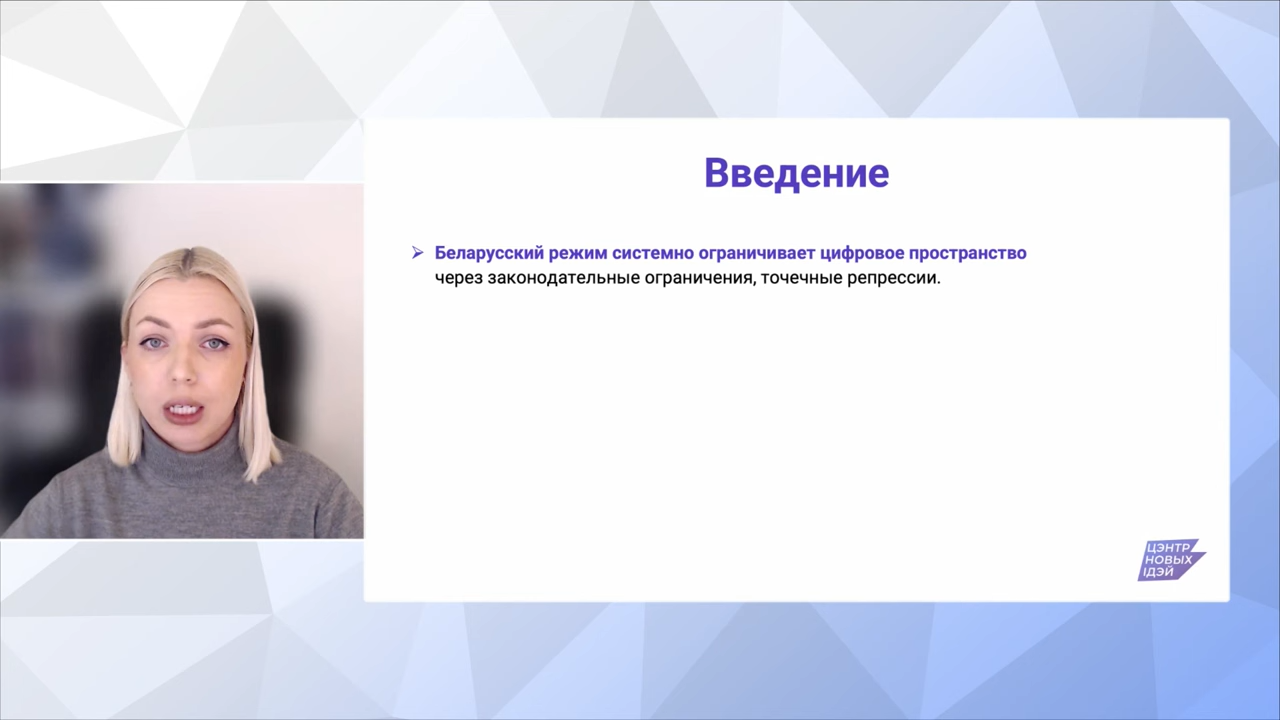 Введение
Беларусский режим системно ограничивает цифровое пространство
через законодательные ограничения, точечные репрессии.
ЦЭНТР
НОВЫХ
ІДЭЙ